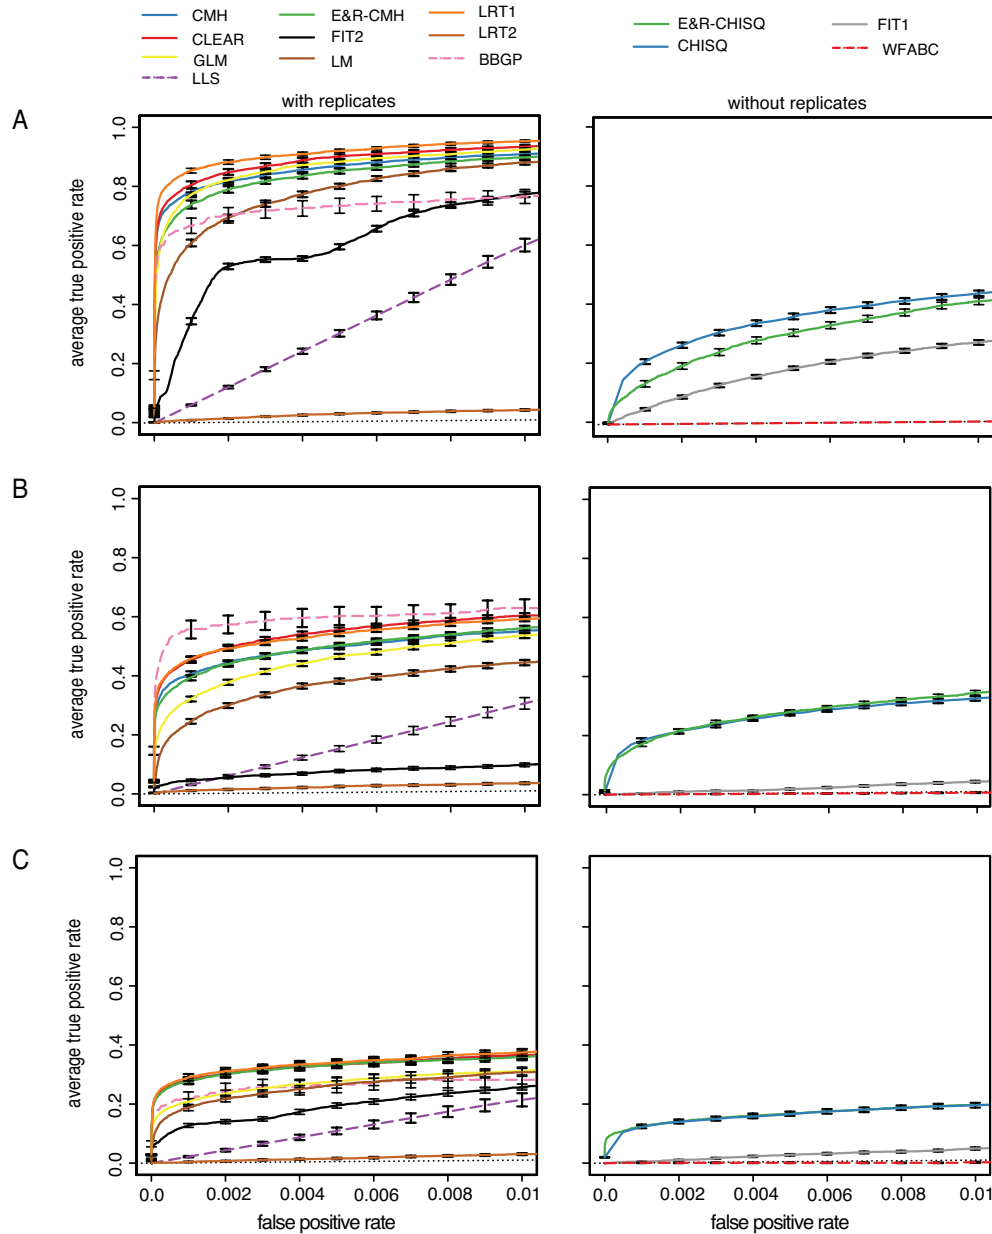 CMH
CLEAR
GLM
LLS
E&R-CMH
FIT2
LM
LRT1
LRT2
BBGP
E&R-CHISQ
CHISQ
FIT1
WFABC
A
with replicates
without replicates
average true positive rate
1.0
0.8
0.6
0.4
0.2
0.0
B
average true positive rate
1.0
0.8
0.6
0.4
0.2
0.0
C
average true positive rate
1.0
0.8
0.6
0.4
0.2
0.0
0.0 0.002 0.004 0.006 0.008 0.01
false positive rate
0.0 0.002 0.004 0.006 0.008 0.01
false positive rate